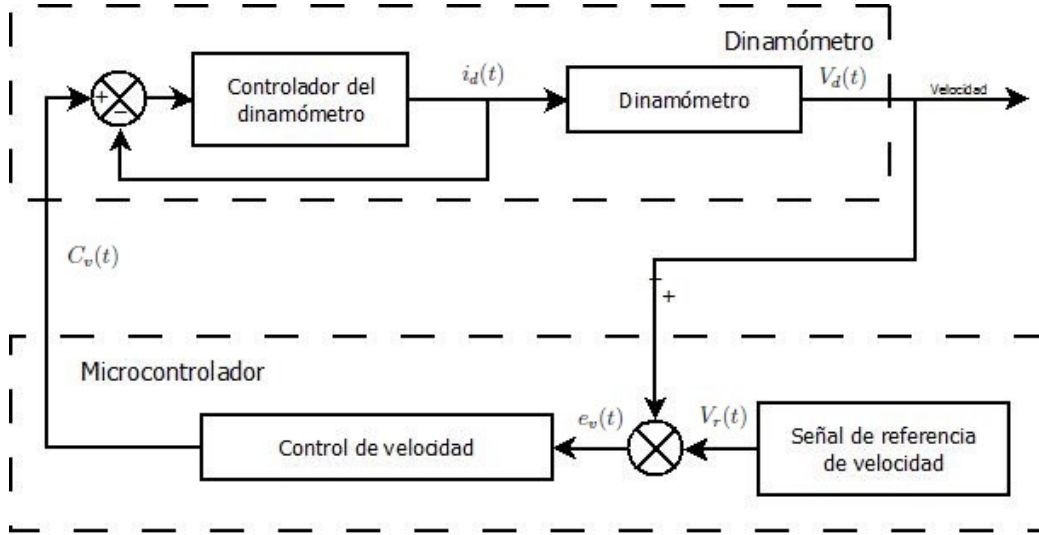 Dinamómetro
Controlador del
dinamómetro
i_d(t)
Dinamómetro
V_d(t)
Velocidad
+
−
C_v(t)
−
+
Microcontrolador
Control de velocidad
e_v(t)
V_r(t)
Señal de referencia
de velocidad